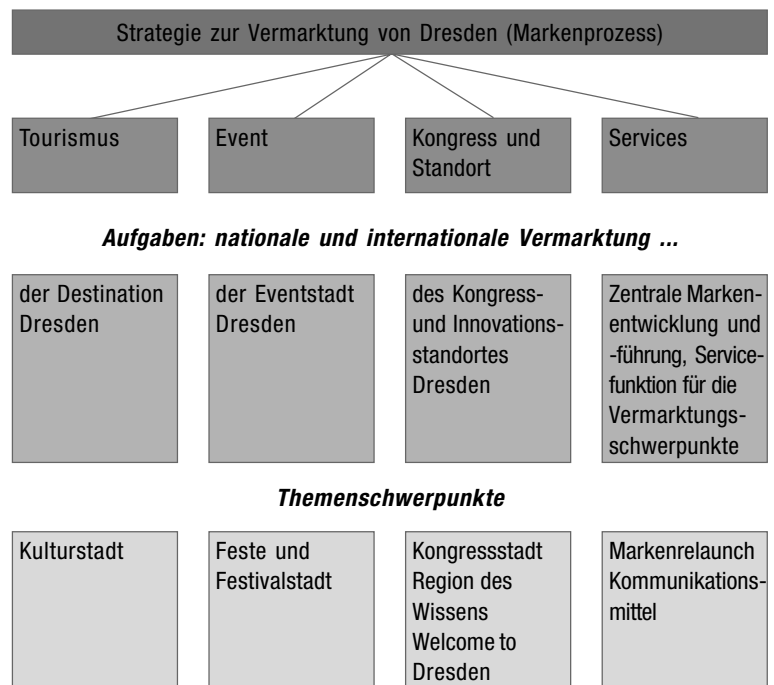 Strategie zur Vermarktung von Dresden (Markenprozess)
Tourismus
Event
Kongress und
Standort
Services
Aufgaben: nationale und internationale Vermarktung ...
der Destination
Dresden
der Eventstadt
Dresden
des Kongress-
und Innovations-
standortes
Dresden
Zentrale Marken-
entwicklung und
-führung, Service-
funktion für die
Vermarktungs-
schwerpunkte
Themenschwerpunkte
Kulturstadt
Feste und
Festivalstadt
Kongressstadt
Region des
Wissens
Welcome to
Dresden
Markenrelaunch
Kommunikations-
mittel